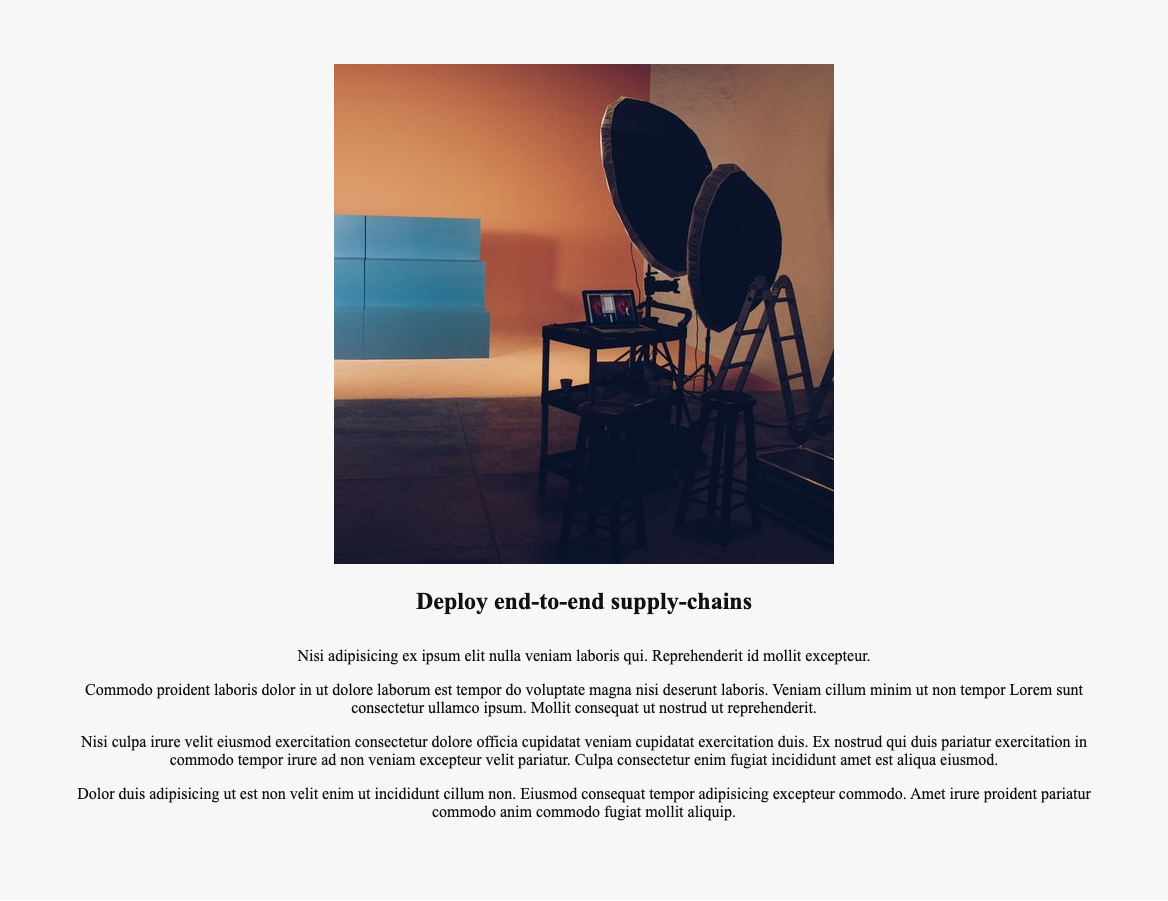 Deploy end-to-end supply-chains
Nisi adipisicing ex ipsum elit nulla veniam laboris qui. Reprehenderit id mollit excepteur.
Commodo proident laboris dolor in ut dolore laborum est tempor do voluptate magna nisi deserunt laboris. Veniam cillum minim ut non tempor Lorem sunt
consectetur ullamco ipsum. Mollit consequat ut nostrud ut reprehenderit.
Nisi culpa irure velit eiusmod exercitation consectetur dolore officia cupidatat veniam cupidatat exercitation duis. Ex nostrud qui duis pariatur exercitation in
commodo tempor irure ad non veniam excepteur velit pariatur. Culpa consectetur enim fugiat incididunt amet est aliqua eiusmod.
Dolor duis adipisicing ut est non velit enim ut incididunt cillum non. Eiusmod consequat tempor adipisicing excepteur commodo. Amet irure proident pariatur
commodo anim commodo fugiat mollit aliquip.